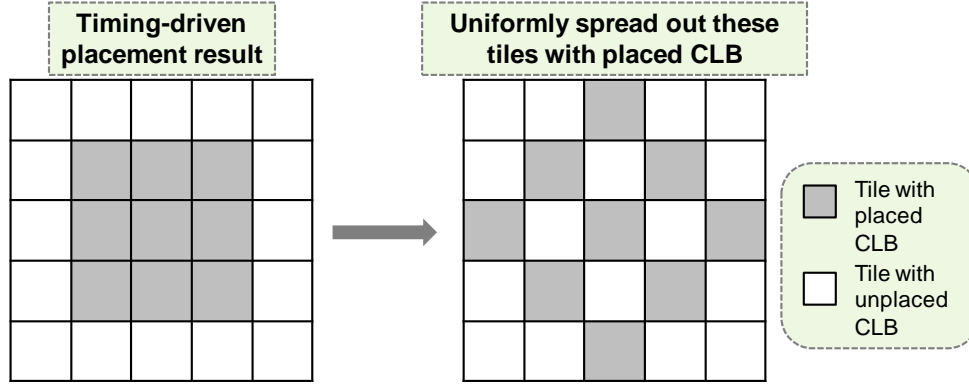 Timing-driven
placement result
Uniformly spread out these
tiles with placed CLB
Tile with
placed
CLB
Tile with
unplaced
CLB